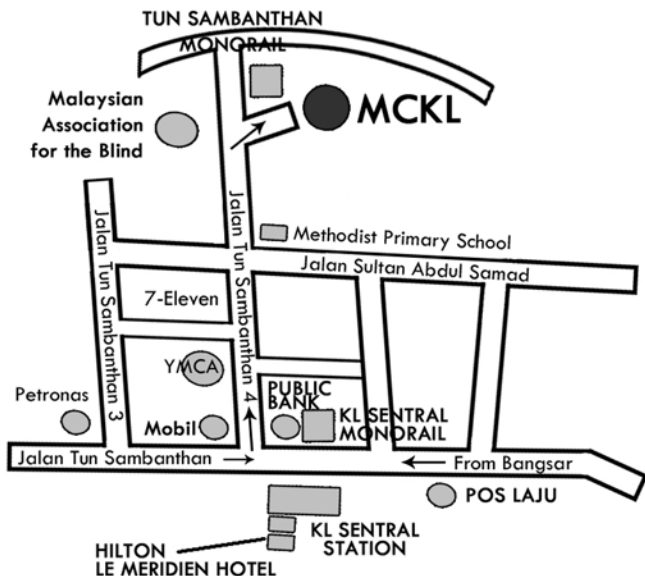 TUN SAMBANTHAN
MONORAIL
Malaysian
Association
for the Blind
MCKL
Jalan Tun Sambanthan 3
Jalan Tun Sambanthan 4
Methodist Primary School
Jalan Sultan Abdul Samad
7-Eleven
YMCA
Petronas
Mobil
PUBLIC
BANK
KL SENTRAL
MONORAIL
Jalan Tun Sambanthan
From Bangsar
POS LAJU
KL SENTRAL
STATION
HILTON
LE MERIDIEN HOTEL